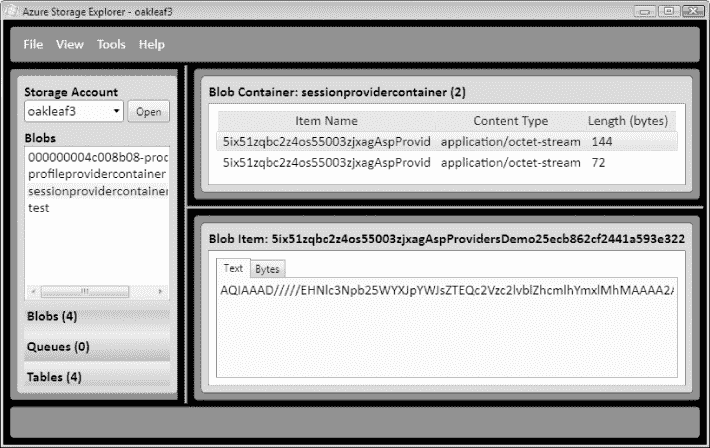 Azure Storage Explorer - oakleaf3
File View Tools Help
Storage Account
oakleaf3 Open
Blobs
000000004c008b08-proc
profileprovidercontainer
sessionprovidercontainer
test
Blobs (4)
Queues (0)
Tables (4)
Blob Container: sessionprovidercontainer (2)
Item Name Content Type Length (bytes)
5ix51zqbc2z4os55003zjxagAspProvid application/octet-stream 144
5ix51zqbc2z4os55003zjxagAspProvid application/octet-stream 72
Blob Item: 5ix51zqbc2z4os55003zjxagAspProvidersDemo25ecb862cf2441a593e322
Text Bytes
AQIAAAD/////EHNlc3Npb25WYXJpYWJsZTEQc2Vzc2lvblZhcmlhYmxlMhMAAAA2A